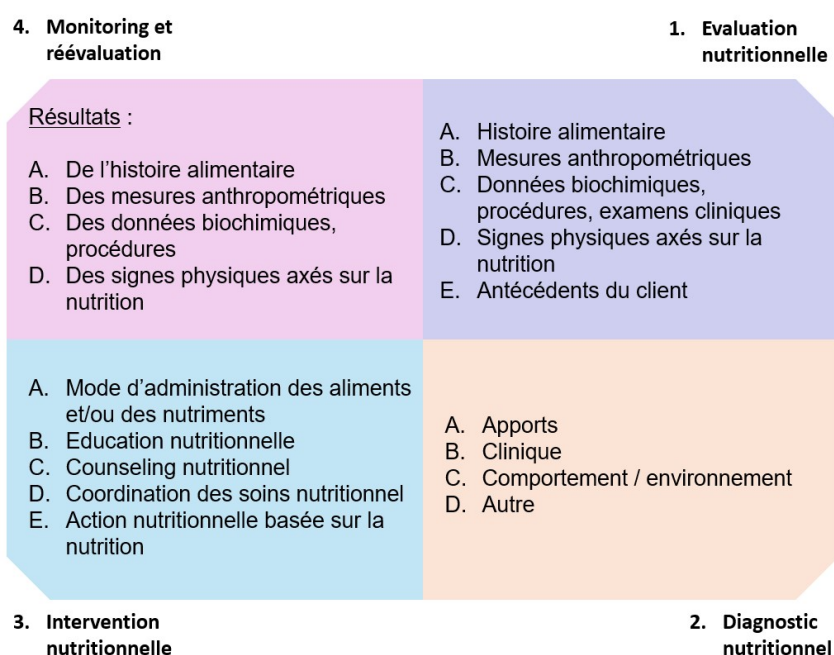 4. Monitoring et
réévaluation
1. Evaluation
nutritionnelle
Résultats :
A. De l'histoire alimentaire
B. Des mesures anthropométriques
C. Des données biochimiques,
procédures
D. Des signes physiques axés sur la
nutrition
A. Histoire alimentaire
B. Mesures anthropométriques
C. Données biochimiques,
procédures, examens cliniques
D. Signes physiques axés sur la
nutrition
E. Antécédents du client
A. Mode d'administration des aliments
et/ou des nutriments
B. Education nutritionnelle
C. Counseling nutritionnel
D. Coordination des soins nutritionnel
E. Action nutritionnelle basée sur la
nutrition
A. Apports
B. Clinique
C. Comportement / environnement
D. Autre
3. Intervention
nutritionnelle
2. Diagnostic
nutritionnel